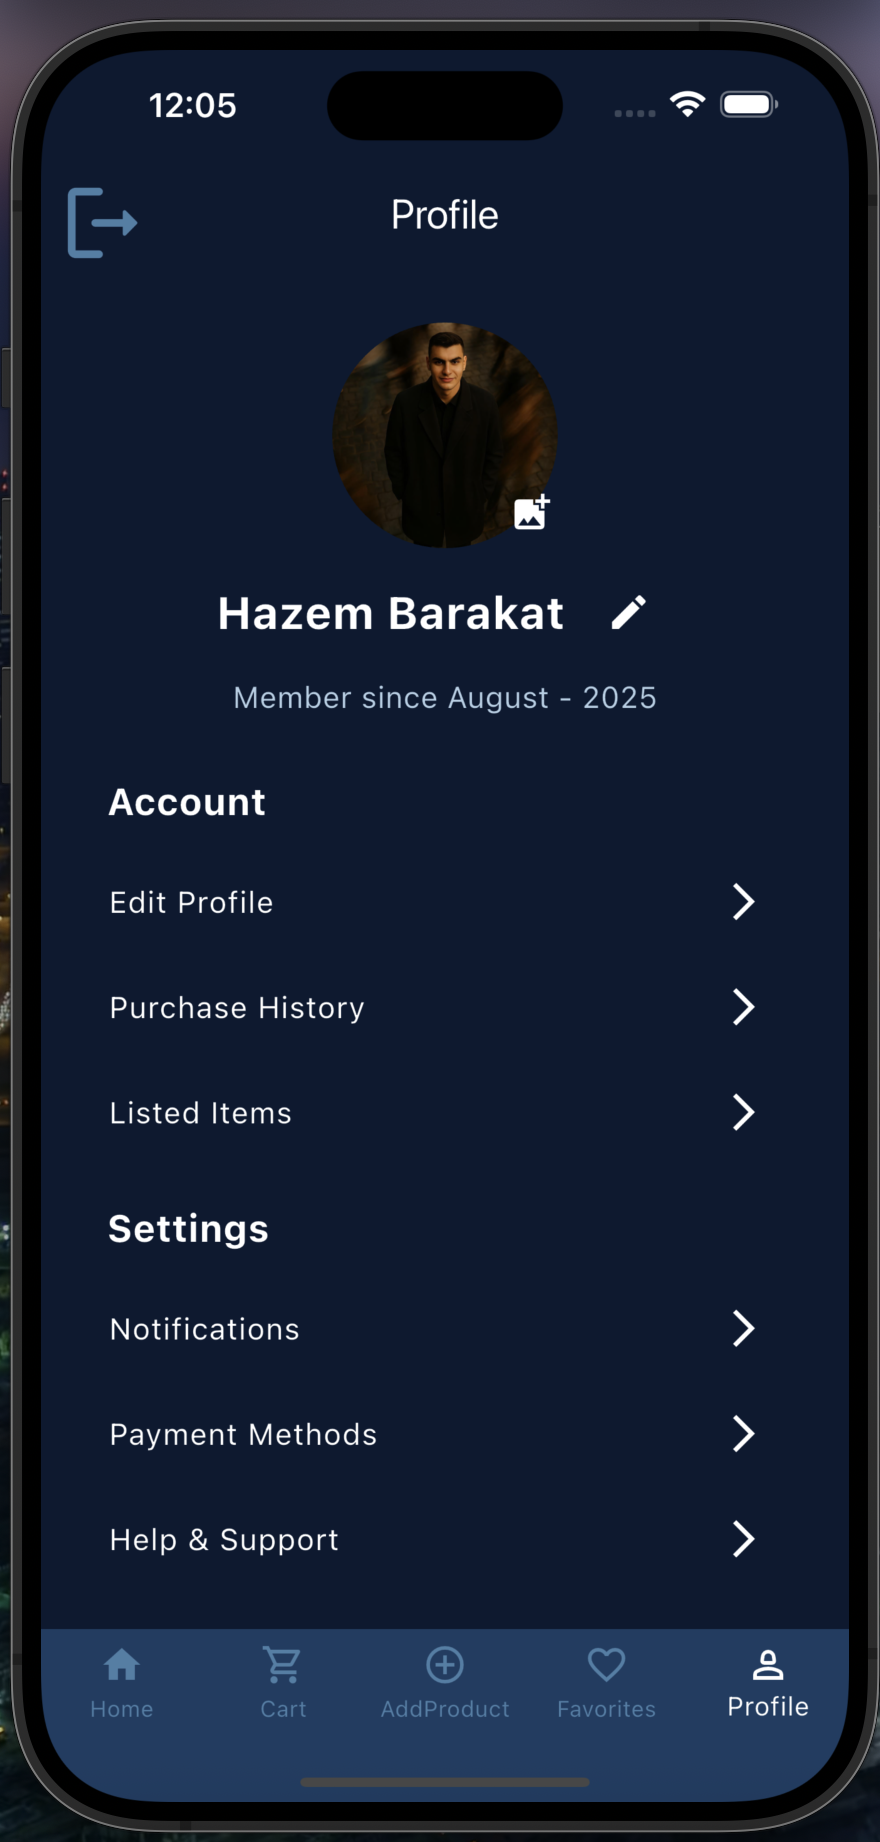 12:05
Profile
Hazem Barakat
Member since August - 2025
Account
Edit Profile
Purchase History
Listed Items
Settings
Notifications
Payment Methods
Help & Support
Home Cart AddProduct Favorites Profile